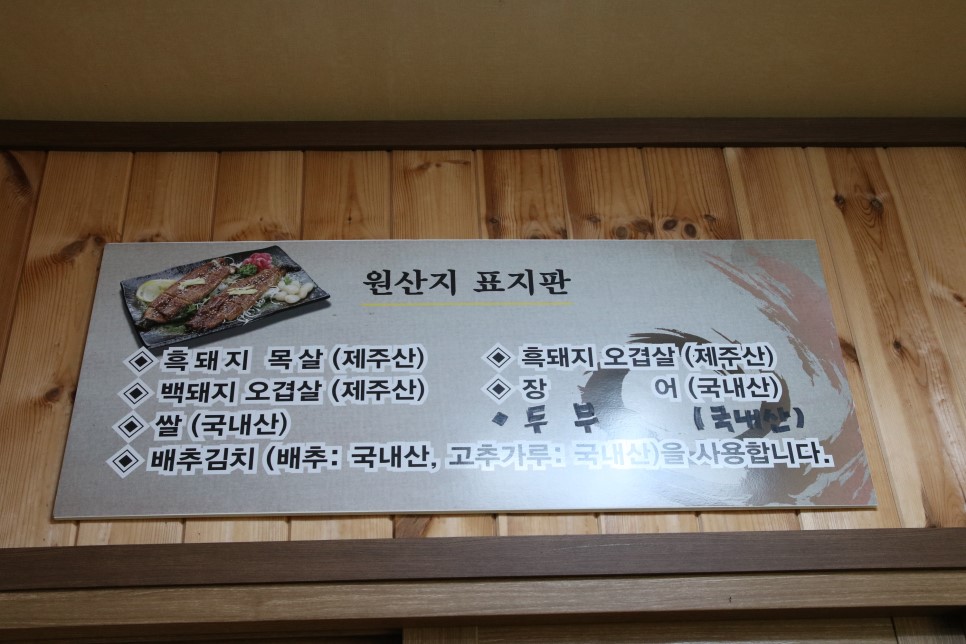 원산지 표지판
◈ 흑돼지 목살 (제주산) ◈ 흑돼지 오겹살 (제주산)
◈ 백돼지 오겹살 (제주산) ◈ 장 어 (국내산)
◈ 쌀 (국내산) ◆ 두 부 (국내산)
◈ 배추김치 (배추: 국내산, 고추가루: 국내산)을 사용합니다.